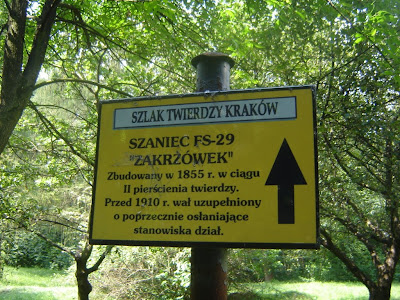 SZLAK TWIERDZY KRAKÓW
SZANIEC FS-29
"ZAKRZÓWEK"
Zbudowany w 1855 r. w ciągu
II pierścienia twierdzy.
Przed 1910 r. wał uzupełniony
o poprzecznie osłaniające
stanowiska dział.